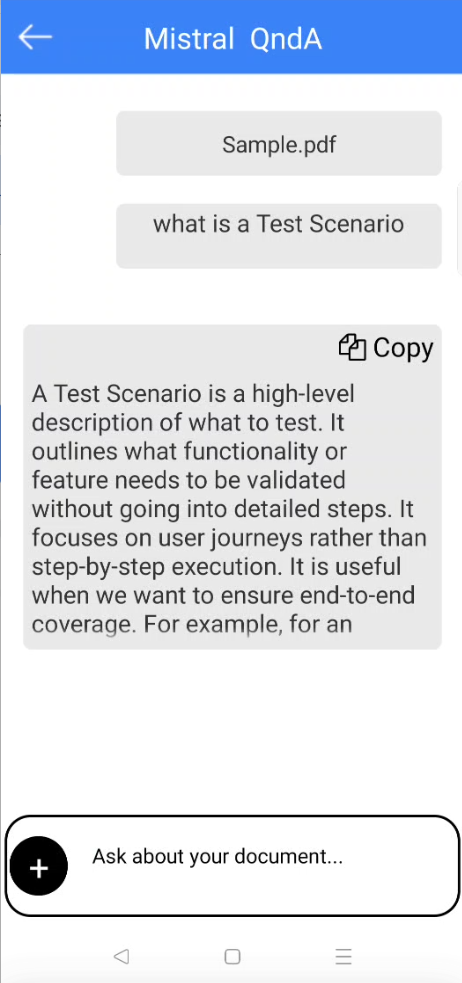 Mistral QndA
Sample.pdf
what is a Test Scenario
Copy
A Test Scenario is a high-level
description of what to test. It
outlines what functionality or
feature needs to be validated
without going into detailed steps. It
focuses on user journeys rather than
step-by-step execution. It is useful
when we want to ensure end-to-end
coverage. For example, for an
+
Ask about your document...